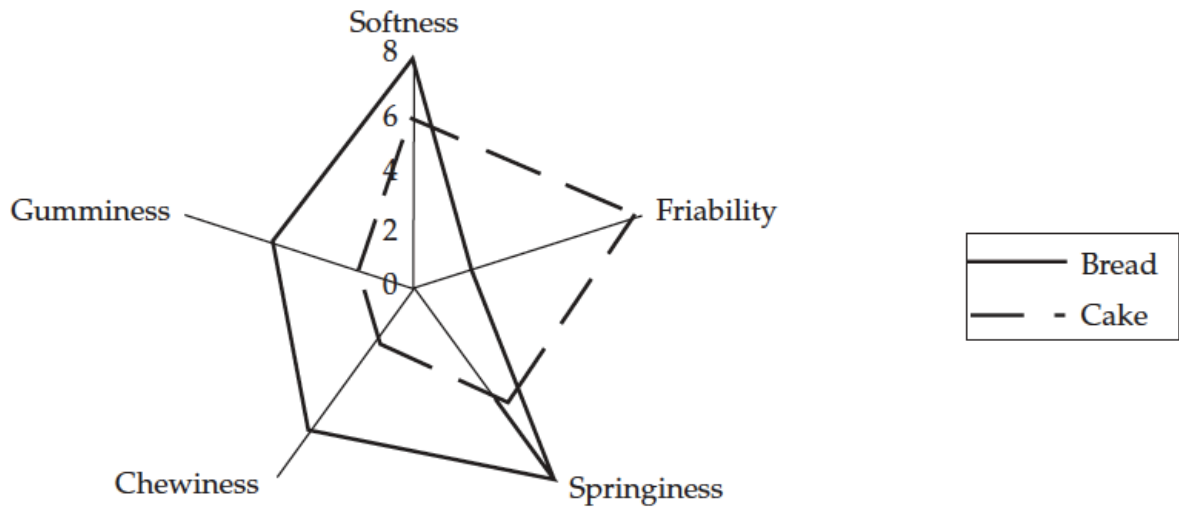 Softness
8
6
4
2
0
Gumminess
Friability
Chewiness
Springiness
Bread
Cake